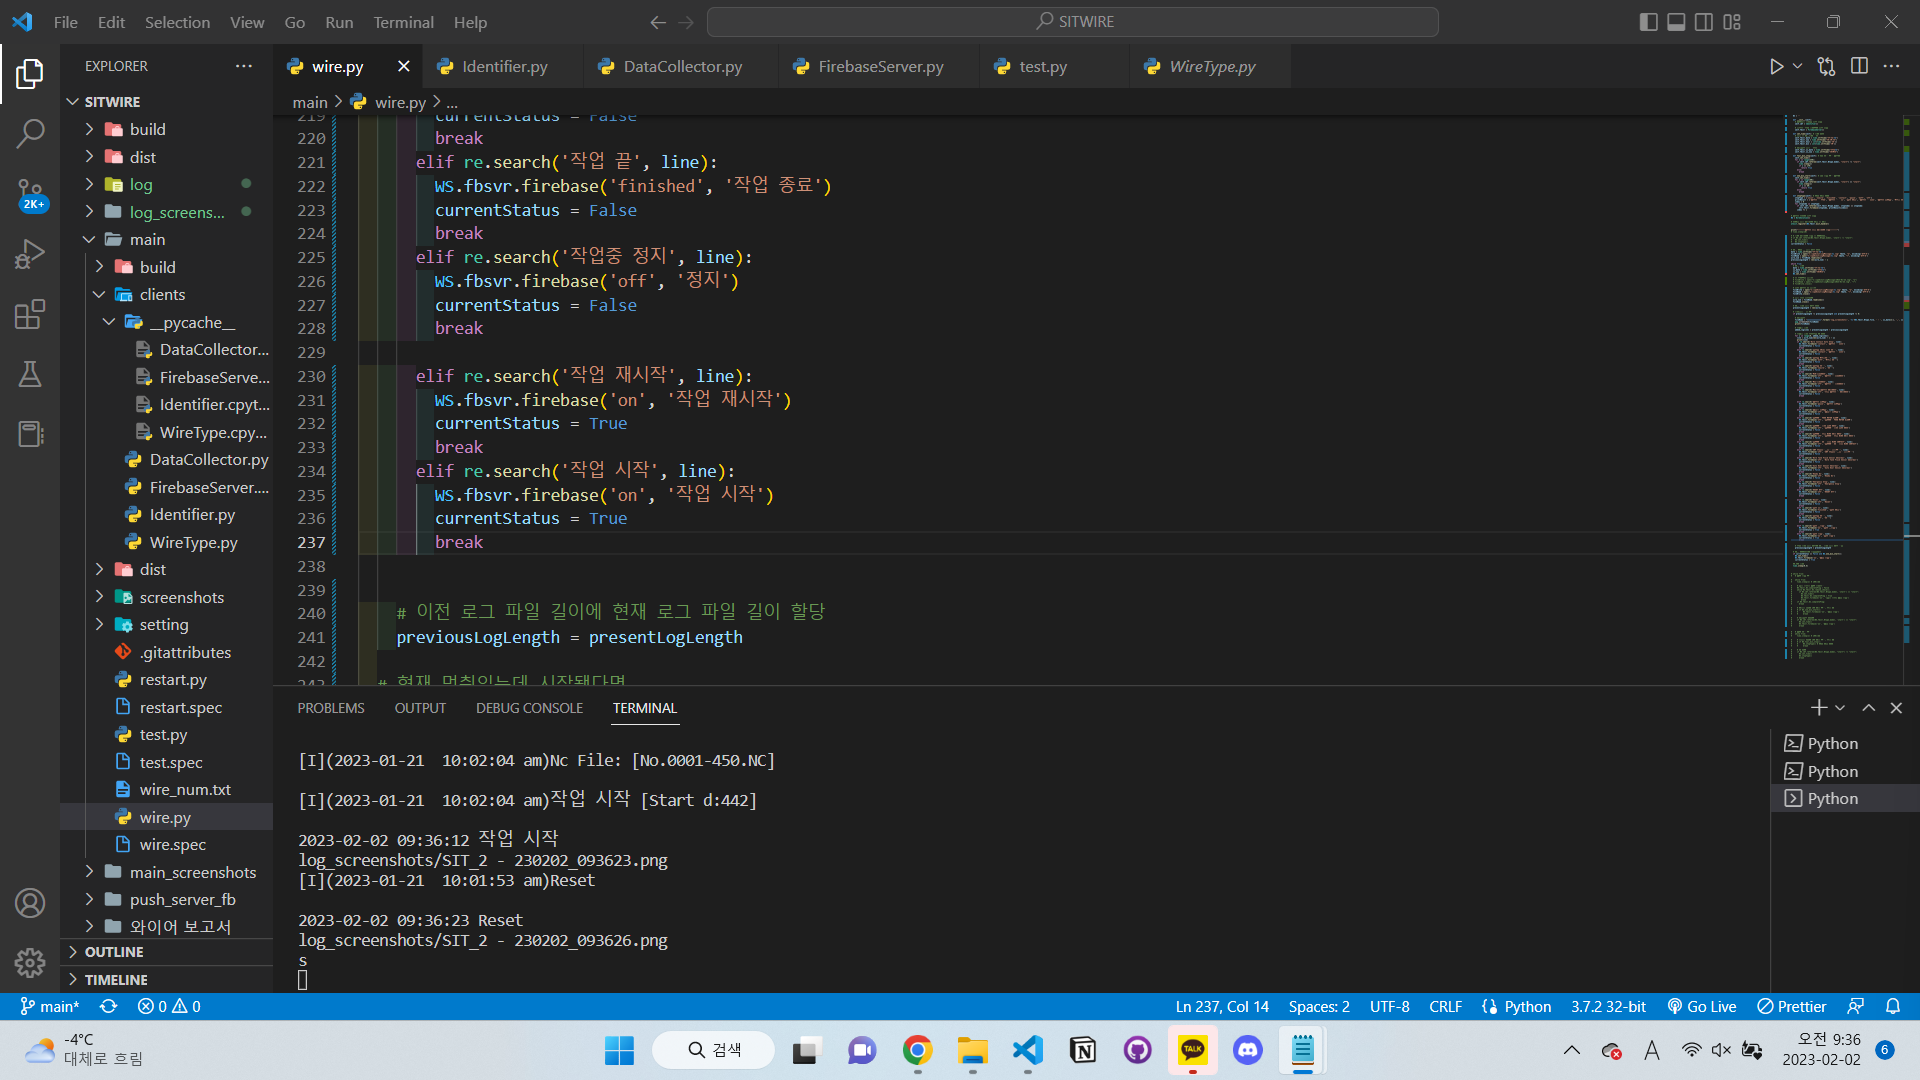 File Edit Selection View Go Run Terminal Help
SITWIRE
EXPLORER
wire.py
Identifier.py
DataCollector.py
FirebaseServer.py
test.py
WireType.py
main > wire.py > ...
SITWIRE
build
dist
log
log_screens...
main
build
clients
__pycache__
DataCollector...
FirebaseServe...
Identifier.cpyt...
WireType.cpy...
DataCollector.py
FirebaseServer....
Identifier.py
WireType.py
dist
screenshots
setting
.gitattributes
restart.py
restart.spec
test.py
test.spec
wire_num.txt
wire.py
wire.spec
main_screenshots
push_server_fb
와이어 보고서
OUTLINE
TIMELINE
2K+
219 currentStatus = False
220 break
221 elif re.search('작업 끝', line):
222 WS.fbsvr.firebase('finished', '작업 종료')
223 currentStatus = False
224 break
225 elif re.search('작업중 정지', line):
226 WS.fbsvr.firebase('off', '정지')
227 currentStatus = False
228 break
229
230 elif re.search('작업 재시작', line):
231 WS.fbsvr.firebase('on', '작업 재시작')
232 currentStatus = True
233 break
234 elif re.search('작업 시작', line):
235 WS.fbsvr.firebase('on', '작업 시작')
236 currentStatus = True
237 break
238
239
240 # 이전 로그 파일 길이에 현재 로그 파일 길이 할당
241 previousLogLength = presentLogLength
242
243 # 현재 멈춰있는데 시작됐다면
PROBLEMS OUTPUT DEBUG CONSOLE TERMINAL
[I](2023-01-21  10:02:04 am)Nc File: [No.0001-450.NC]
[I](2023-01-21  10:02:04 am)작업 시작 [Start d:442]
2023-02-02 09:36:12 작업 시작
log_screenshots/SIT_2 - 230202_093623.png
[I](2023-01-21  10:01:53 am)Reset
2023-02-02 09:36:23 Reset
log_screenshots/SIT_2 - 230202_093626.png
s
Python
Python
Python
main* 0 0 Ln 237, Col 14 Spaces: 2 UTF-8 CRLF Python 3.7.2 32-bit Go Live Prettier
-4°C
대체로 흐림
검색
TALK
A
오전 9:36
2023-02-02
6